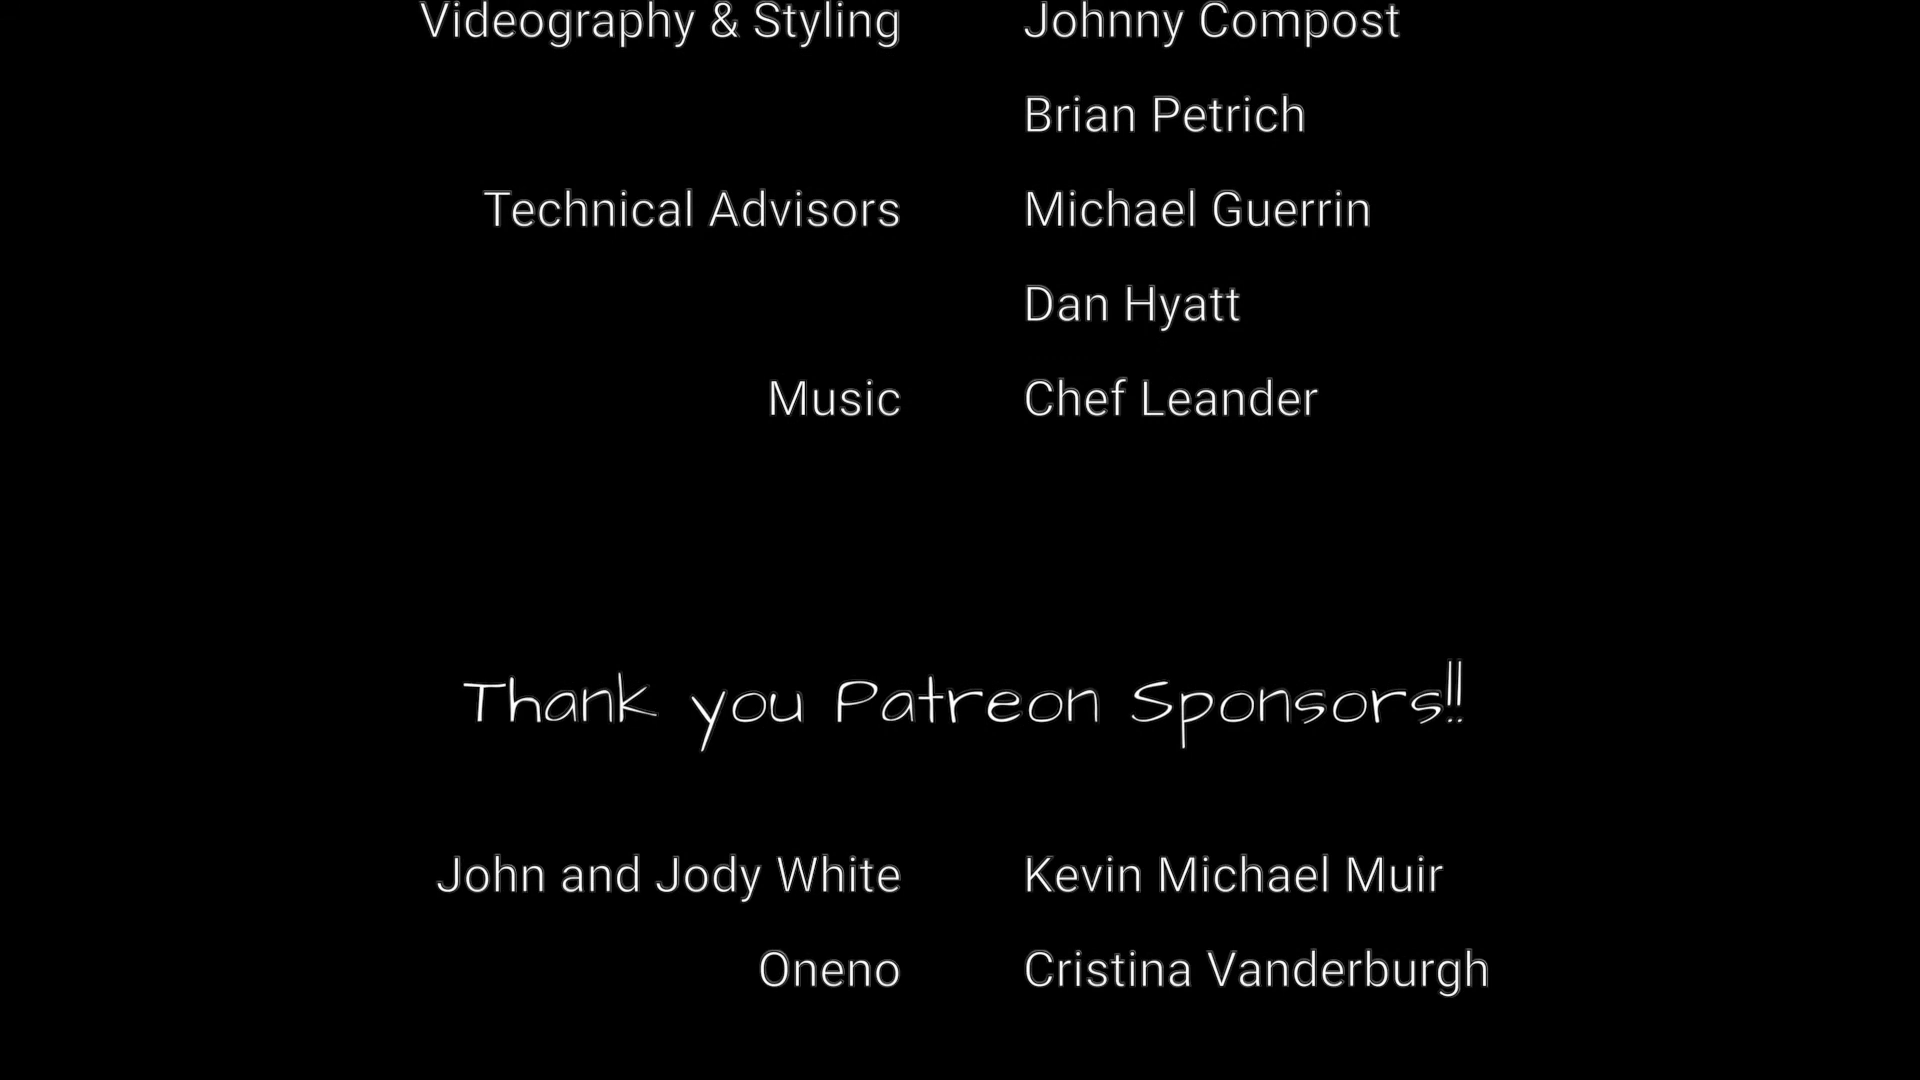 Videography & Styling Johnny Compost
Brian Petrich
Technical Advisors Michael Guerrin
Dan Hyatt
Music Chef Leander
Thank you Patreon Sponsors!!
John and Jody White Kevin Michael Muir
Oneno Cristina Vanderburgh